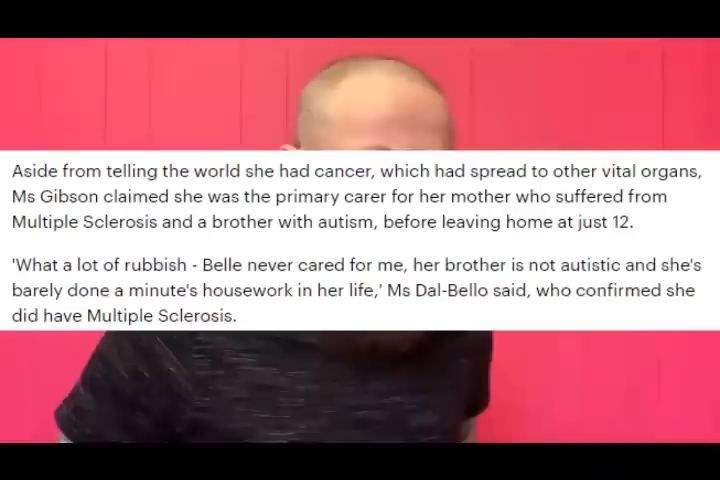 Aside from telling the world she had cancer, which had spread to other vital organs,
Ms Gibson claimed she was the primary carer for her mother who suffered from
Multiple Sclerosis and a brother with autism, before leaving home at just 12.
'What a lot of rubbish - Belle never cared for me, her brother is not autistic and she's
barely done a minute's housework in her life,' Ms Dal-Bello said, who confirmed she
did have Multiple Sclerosis.